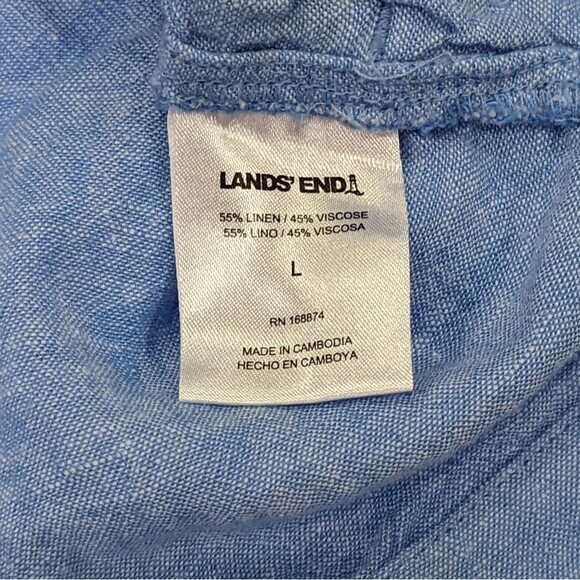 LANDS' END
55% LINEN / 45% VISCOSE
55% LINO / 45% VISCOSA
L
RN 168874
MADE IN CAMBODIA
HECHO EN CAMBOYA